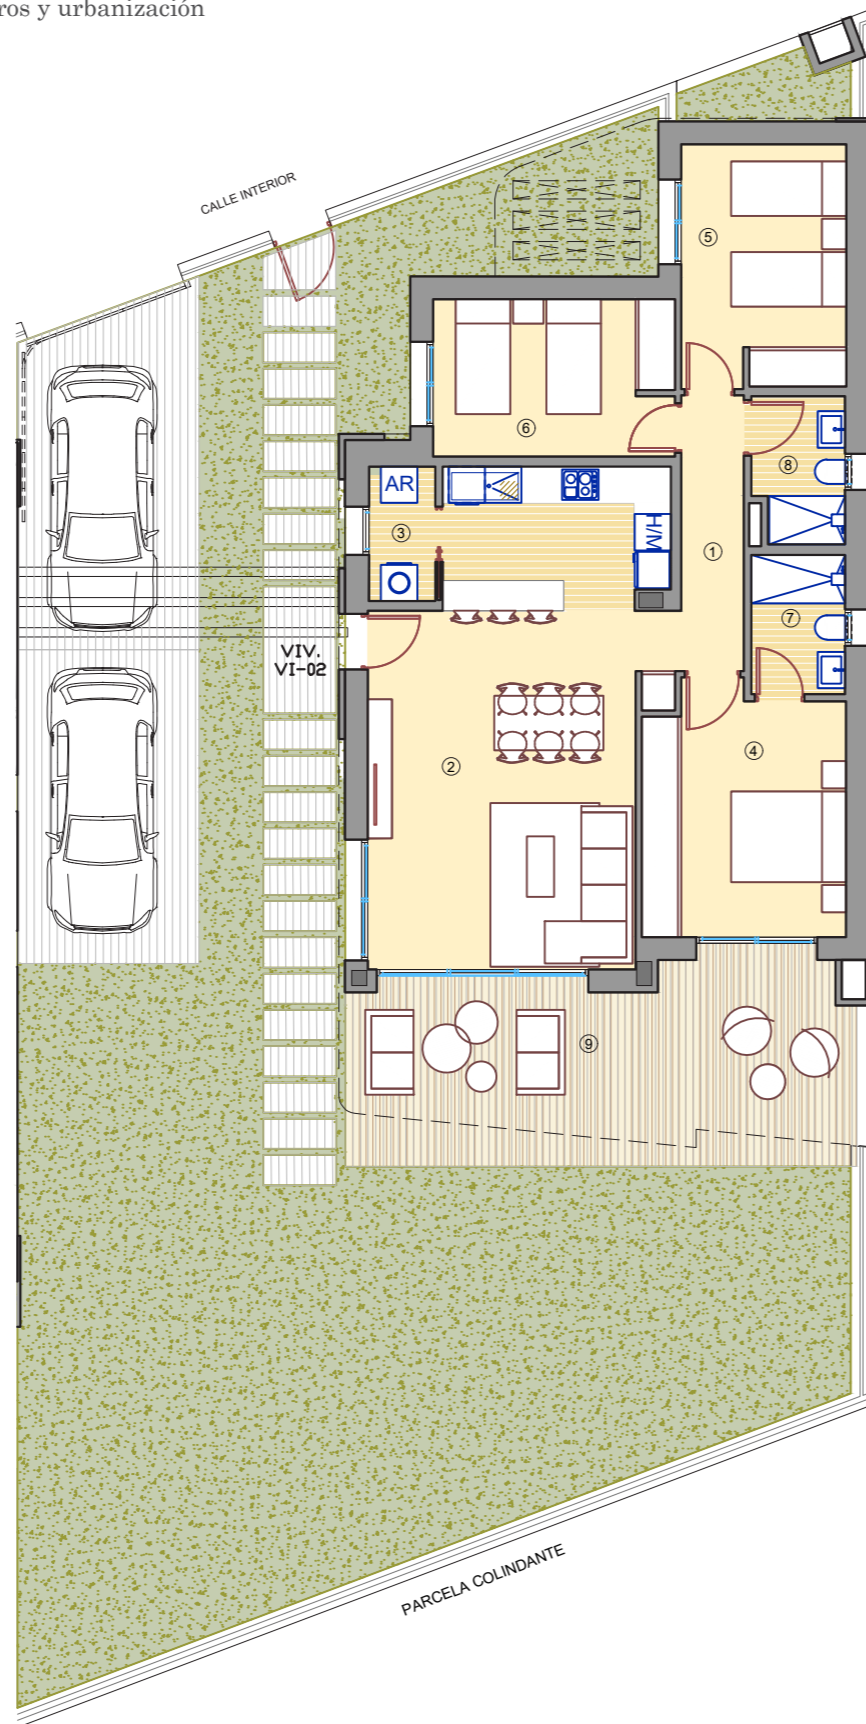 ros y urbanización
CALLE INTERIOR
5
6
8
AR
3
H/M
1
7
VIV.
VI-02
4
2
9
PARCELA COLINDANTE